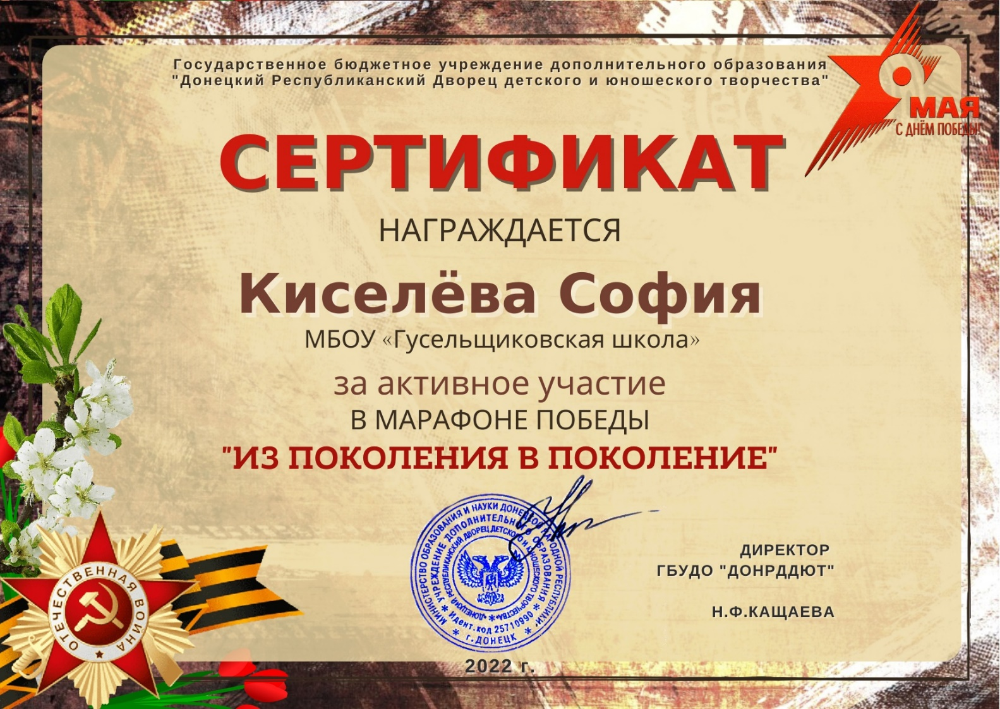 Государственное бюджетное учреждение дополнительного образования
"Донецкий Республиканский Дворец детского и юношеского творчества"
9 МАЯ
С ДНЁМ ПОБЕДЫ!
СЕРТИФИКАТ
НАГРАЖДАЕТСЯ
Киселёва София
МБОУ «Гусельщиковская школа»
за активное участие
В МАРАФОНЕ ПОБЕДЫ
"ИЗ ПОКОЛЕНИЯ В ПОКОЛЕНИЕ"
МИНИСТЕРСТВО ОБРАЗОВАНИЯ И НАУКИ ДОНЕЦКОЙ НАРОДНОЙ РЕСПУБЛИКИ
УЧРЕЖДЕНИЕ ДОПОЛНИТЕЛЬНОГО ОБРАЗОВАНИЯ
ДОНЕЦКИЙ РЕСПУБЛИКАНСКИЙ ДВОРЕЦ ДЕТСКОГО И ЮНОШЕСКОГО ТВОРЧЕСТВА
Идент.код 25710990
г.ДОНЕЦК
ДИРЕКТОР
ГБУДО "ДОНРДДЮТ"
Н.Ф.КАЩАЕВА
ОТЕЧЕСТВЕННАЯ ВОЙНА
2022 г.